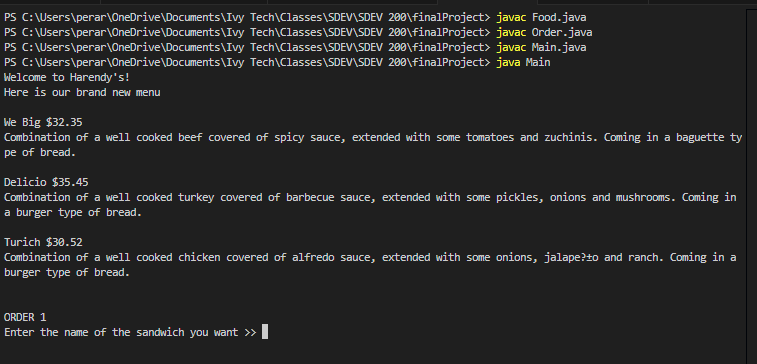 PS C:\Users\perar\OneDrive\Documents\Ivy Tech\Classes\SDEV\SDEV 200\finalProject> javac Food.java
PS C:\Users\perar\OneDrive\Documents\Ivy Tech\Classes\SDEV\SDEV 200\finalProject> javac Order.java
PS C:\Users\perar\OneDrive\Documents\Ivy Tech\Classes\SDEV\SDEV 200\finalProject> javac Main.java
PS C:\Users\perar\OneDrive\Documents\Ivy Tech\Classes\SDEV\SDEV 200\finalProject> java Main
Welcome to Harendy's!
Here is our brand new menu
We Big $32.35
Combination of a well cooked beef covered of spicy sauce, extended with some tomatoes and zuchinis. Coming in a baguette ty
pe of bread.
Delicio $35.45
Combination of a well cooked turkey covered of barbecue sauce, extended with some pickles, onions and mushrooms. Coming in
a burger type of bread.
Turich $30.52
Combination of a well cooked chicken covered of alfredo sauce, extended with some onions, jalape?±o and ranch. Coming in a
burger type of bread.
ORDER 1
Enter the name of the sandwich you want >>